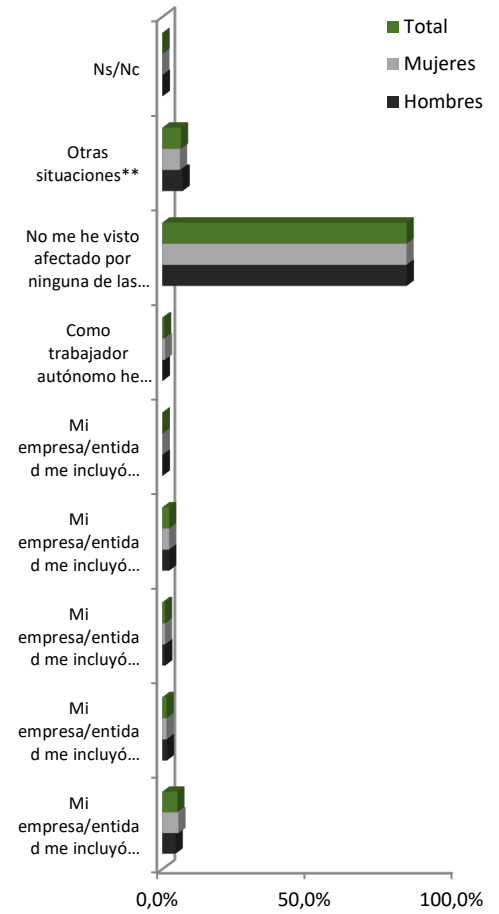 Total
Mujeres
Hombres
Ns/Nc
Otras
situaciones**
No me he visto
afectado por
ninguna de las...
Como
trabajador
autónomo he...
Mi
empresa/entida
d me incluyó...
Mi
empresa/entida
d me incluyó...
Mi
empresa/entida
d me incluyó...
Mi
empresa/entida
d me incluyó...
Mi
empresa/entida
d me incluyó...
0,0%
50,0%
100,0%